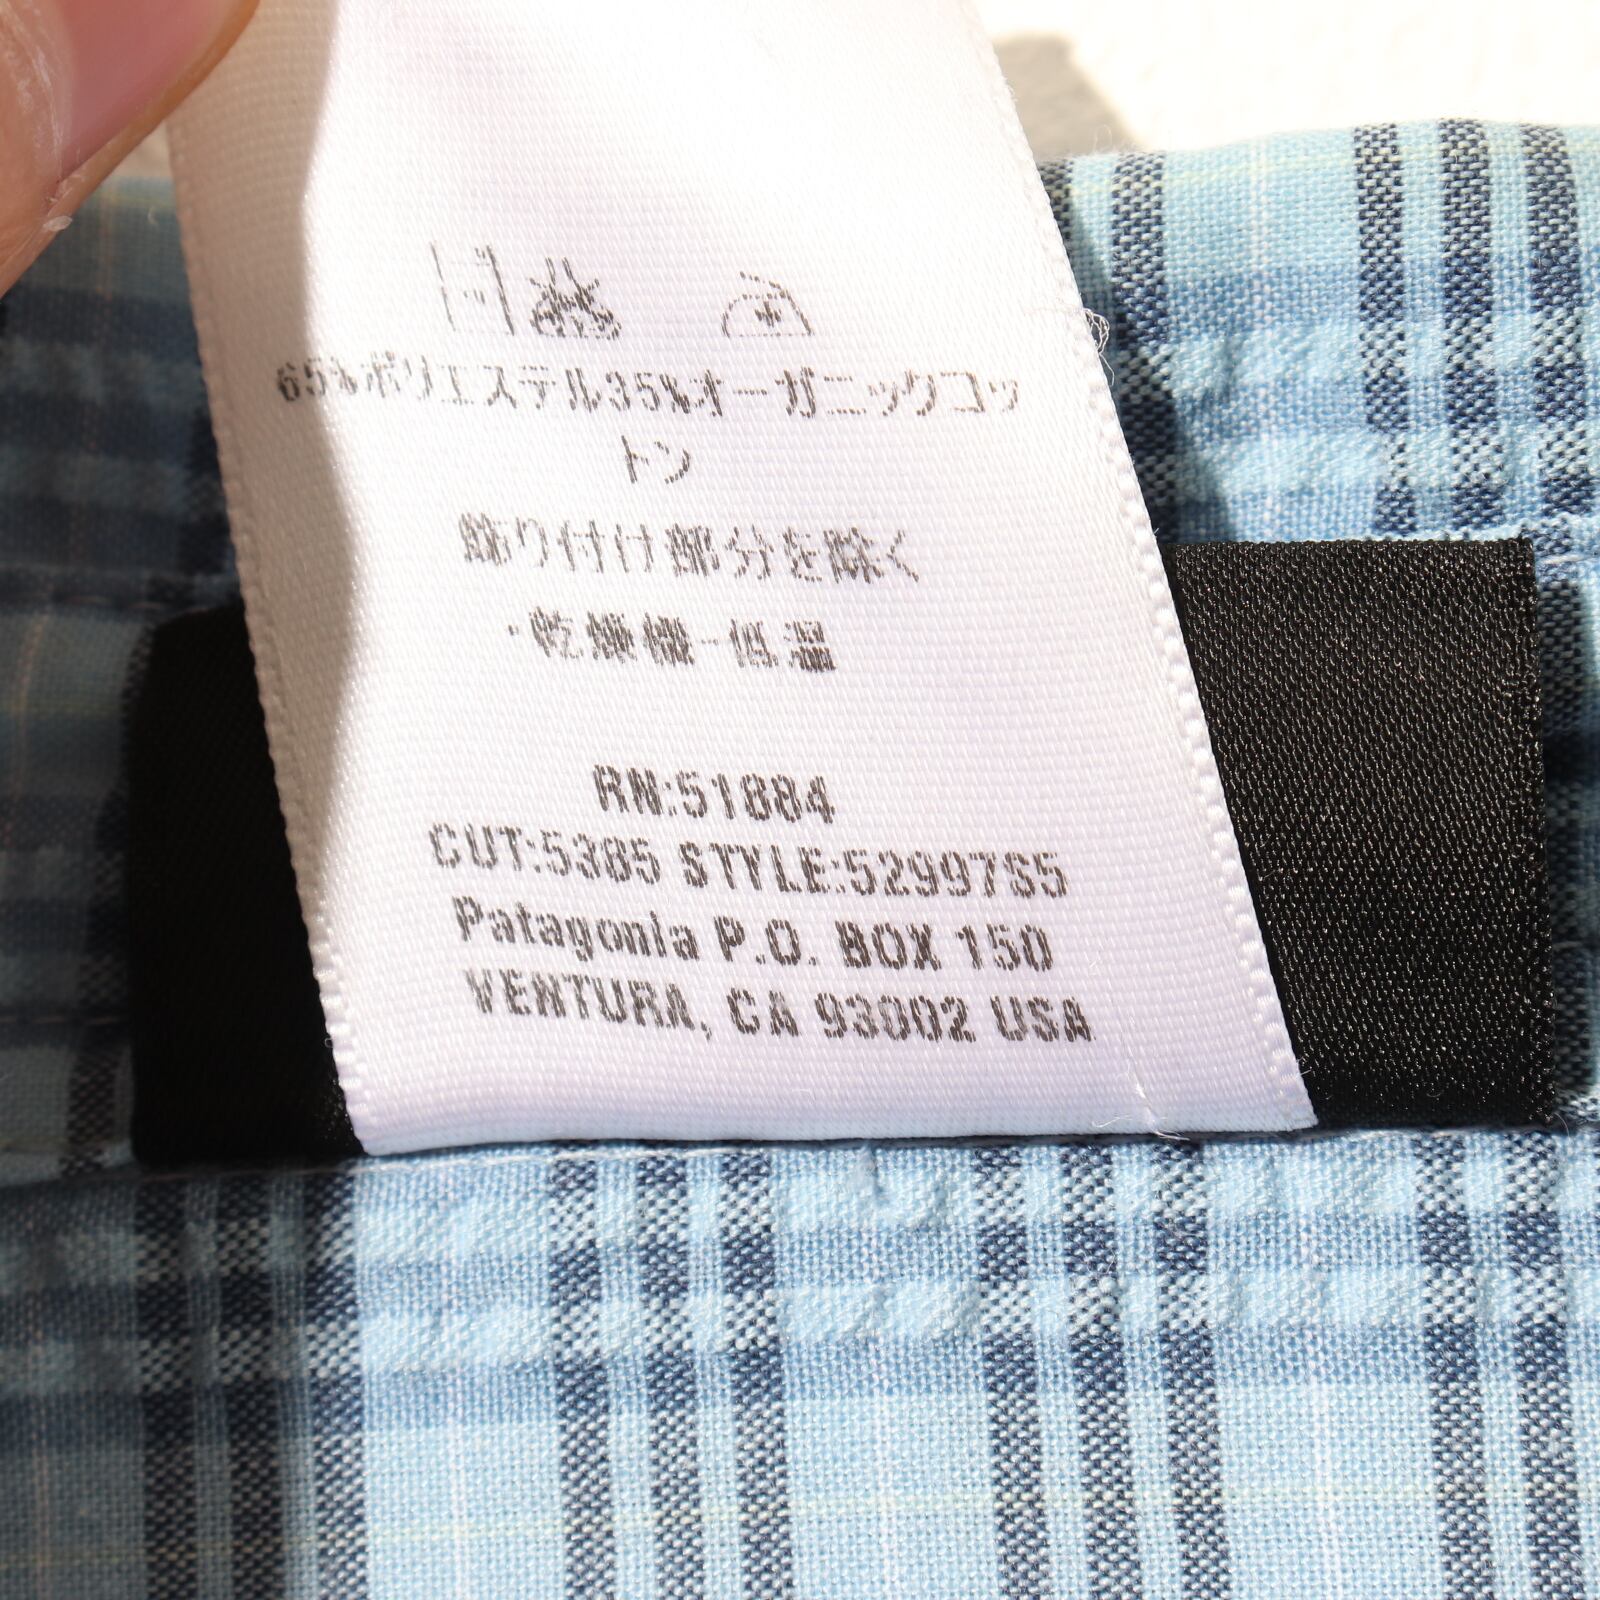 65%ポリエステル35%オーガニックコッ
トン
飾り付け部分を除く
・乾燥機-低温
RN:51884
CUT:5385 STYLE:52997S5
Patagonia P.O. BOX 150
VENTURA, CA 93002 USA